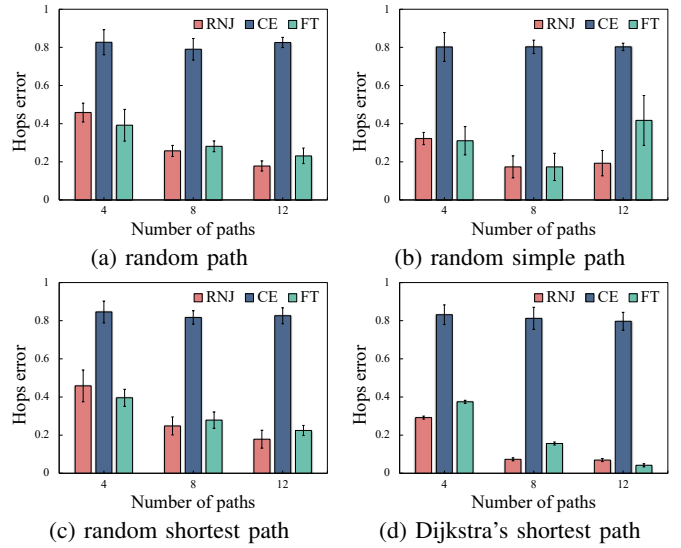 RNJ CE FT
Hops error
1
0.8
0.6
0.4
0.2
0
4 8 12
Number of paths
(a) random path
RNJ CE FT
Hops error
1
0.8
0.6
0.4
0.2
0
4 8 12
Number of paths
(b) random simple path
RNJ CE FT
Hops error
1
0.8
0.6
0.4
0.2
0
4 8 12
Number of paths
(c) random shortest path
RNJ CE FT
Hops error
1
0.8
0.6
0.4
0.2
0
4 8 12
Number of paths
(d) Dijkstra's shortest path